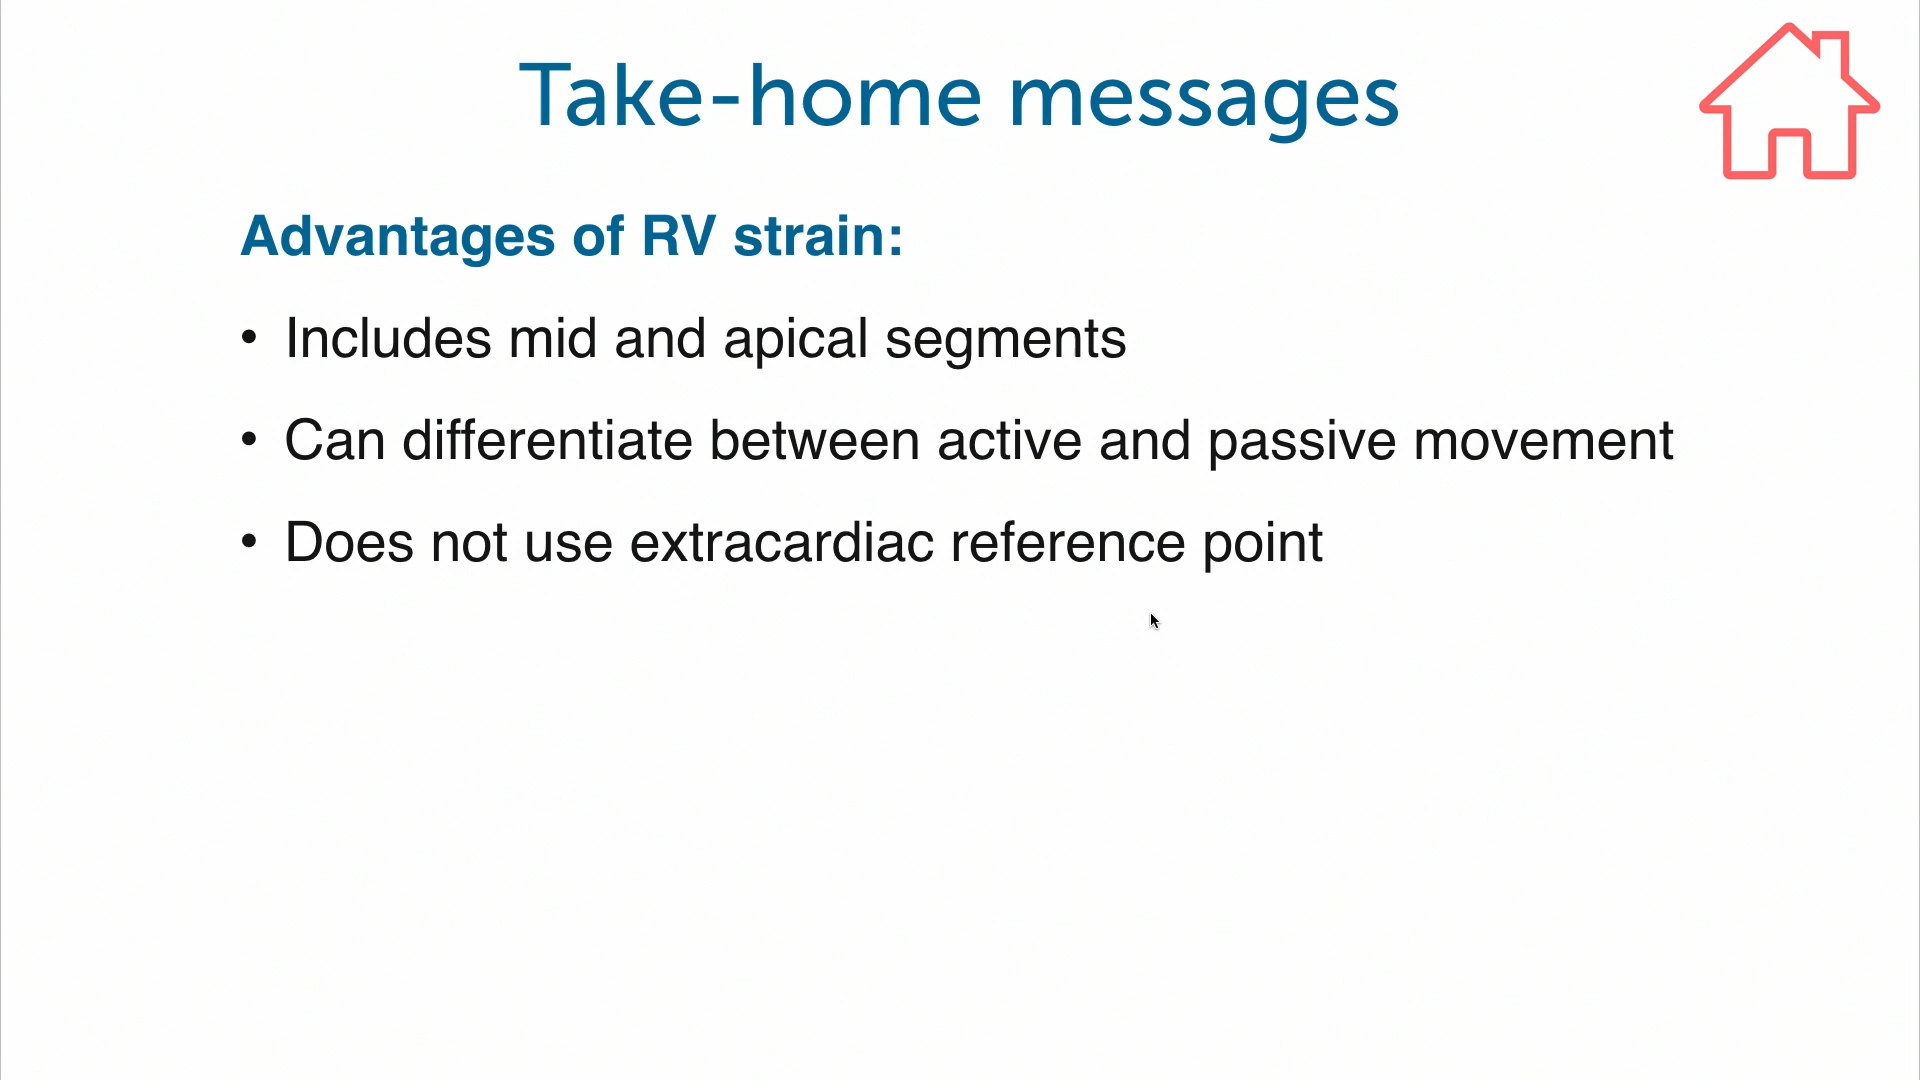 Take-home messages
Advantages of RV strain:
• Includes mid and apical segments
• Can differentiate between active and passive movement
• Does not use extracardiac reference point